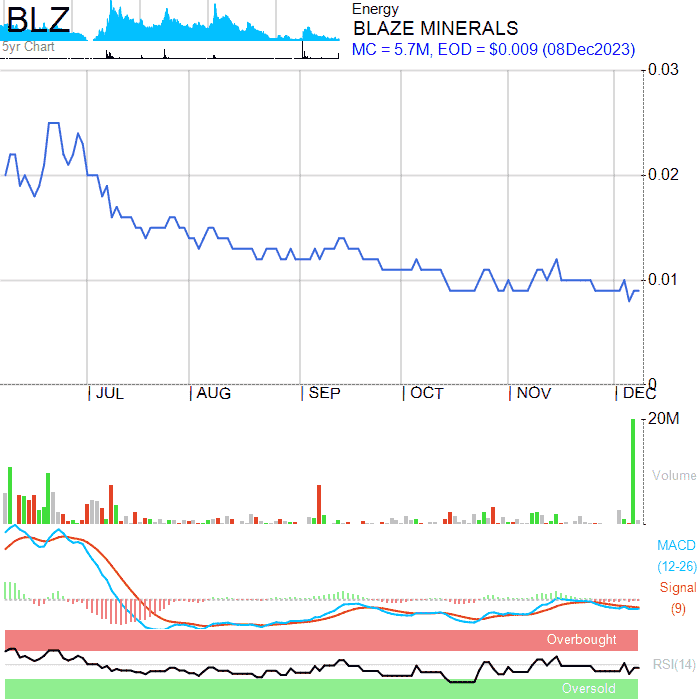 BLZ
5yr Chart
Energy
BLAZE MINERALS
MC = 5.7M, EOD = $0.009 (08Dec2023)
0.03
0.02
0.01
0
JUL AUG SEP OCT NOV DEC
20M
Volume
MACD
(12-26)
Signal
(9)
Overbought
RSI(14)
Oversold